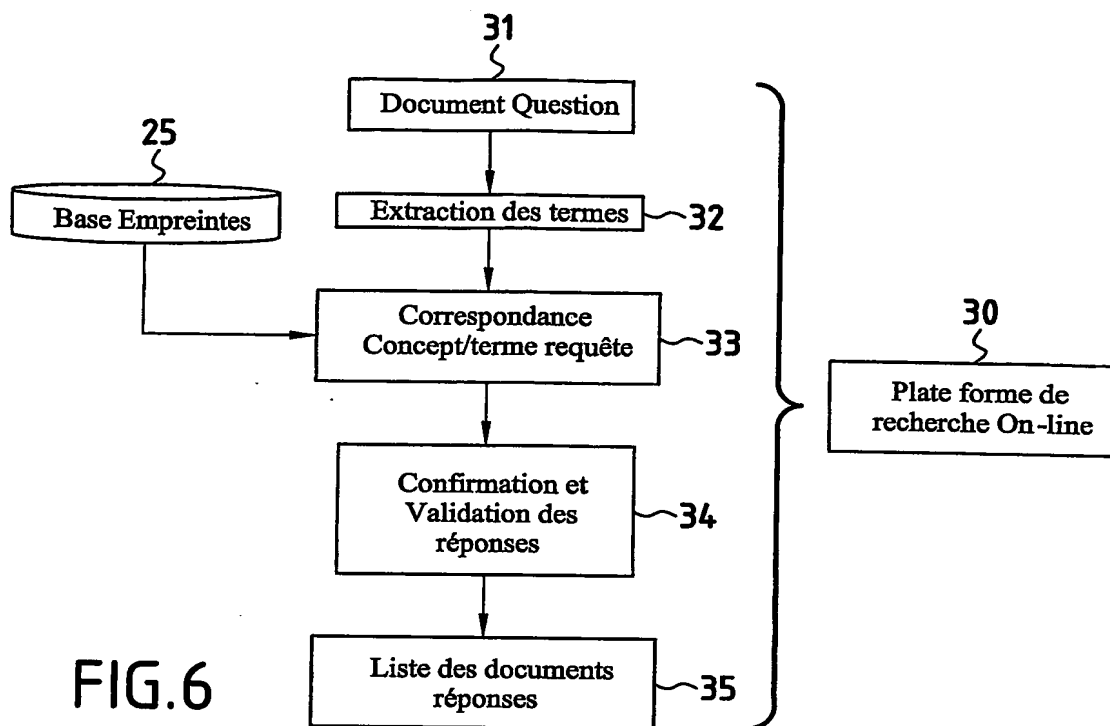 31
Document Question
25
Base Empreintes
Extraction des termes
32
Correspondance
Concept/terme requête
33
30
Plate forme de
recherche On-line
Confirmation et
Validation des
réponses
34
Liste des documents
réponses
35
FIG.6